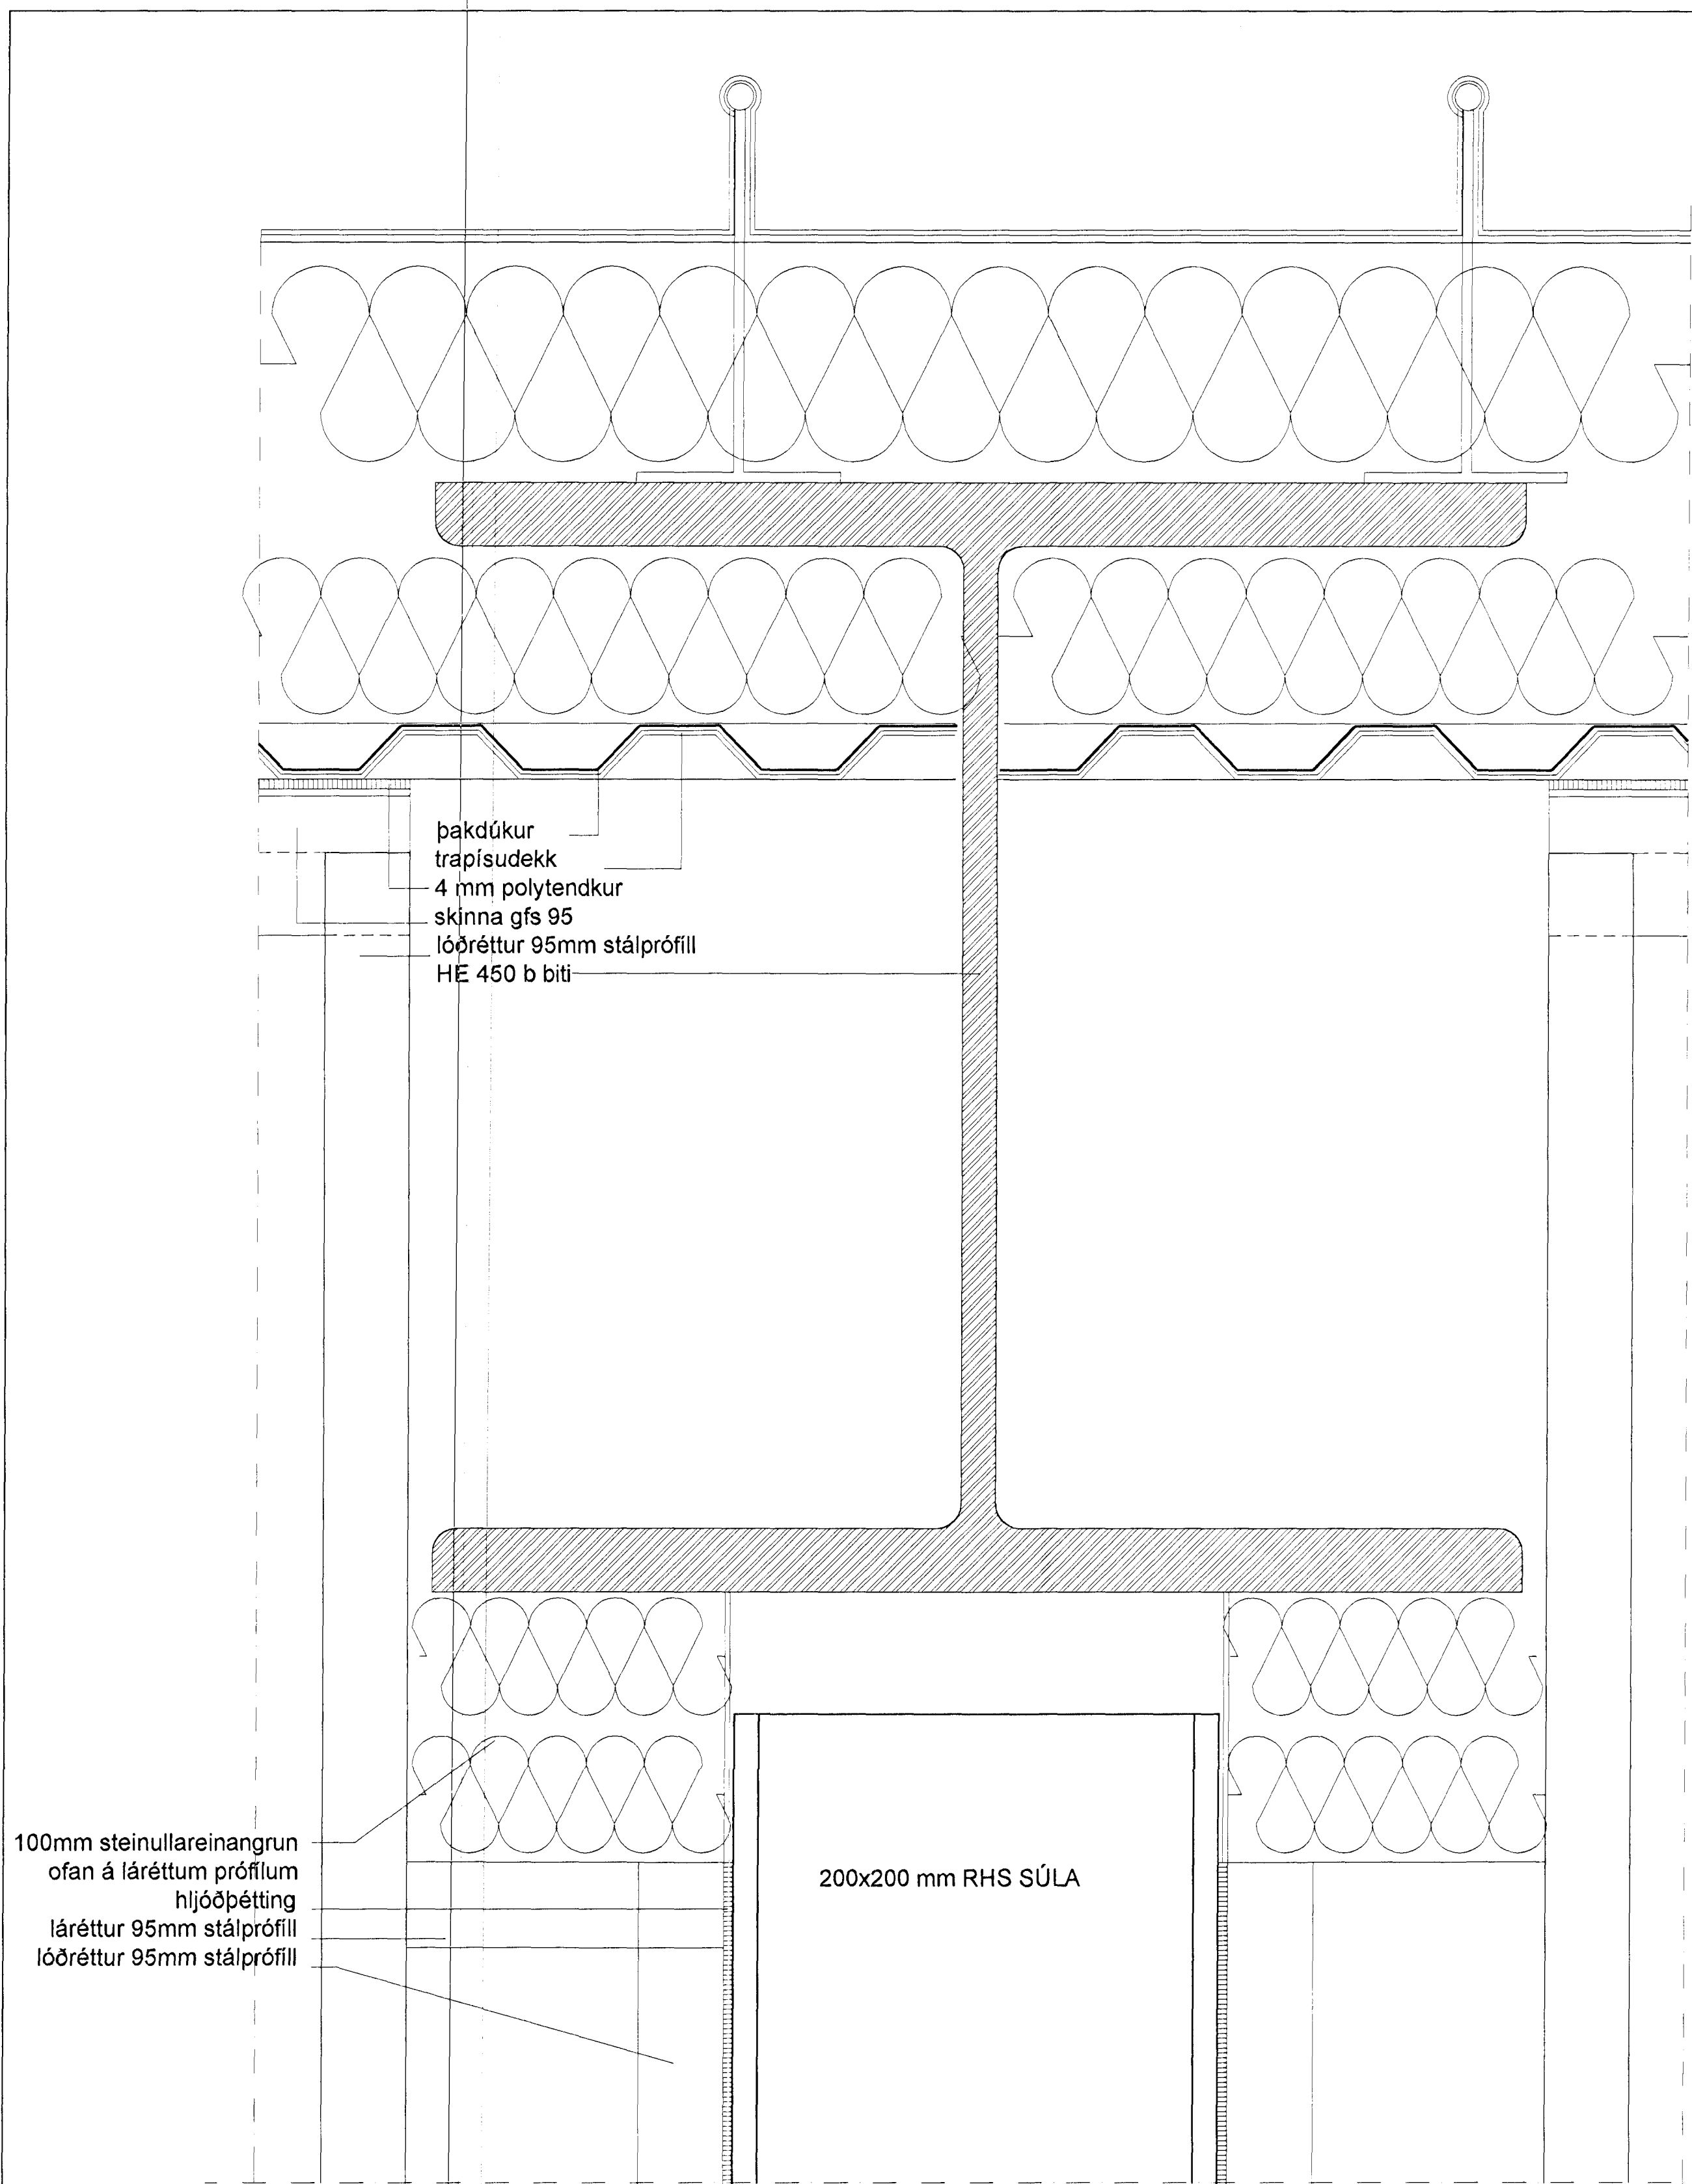 þakdúkur
trapísudekk
4 mm polytendkur
skinna gfs 95
lóðréttur 95mm stálprófíll
HE 450 b biti
100mm steinullareinangrun
ofan á láréttum prófílum
hljóðþétting
láréttur 95mm stálprófíll
lóðréttur 95mm stálprófíll
200x200 mm RHS SÚLA